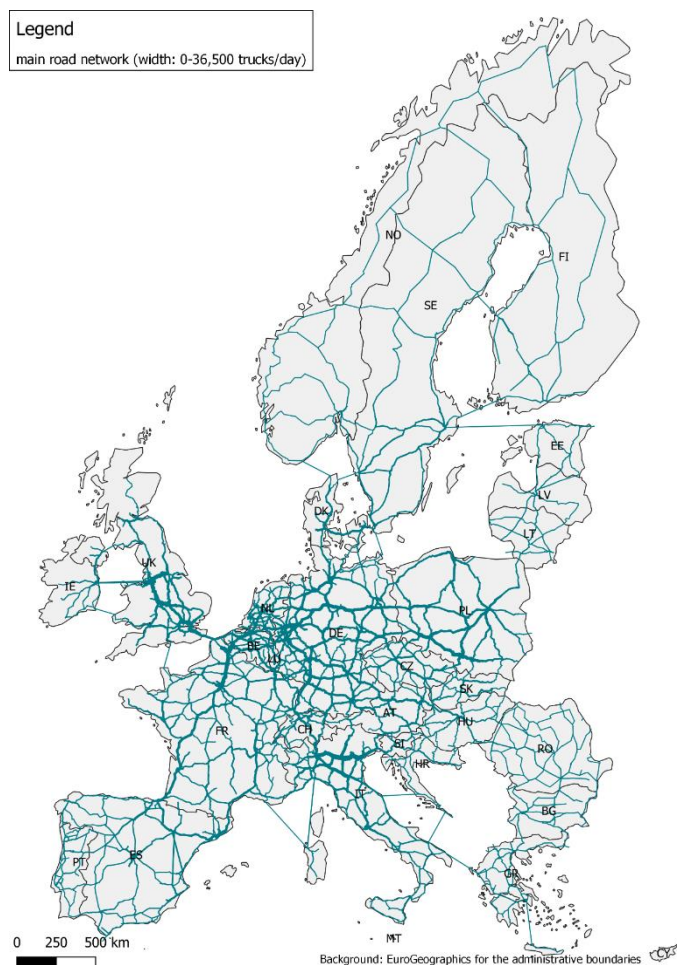 Legend
main road network (width: 0-36,500 trucks/day)
NO
FI
SE
EE
LV
DK
LT
UK
IE
NL
PL
BE
DE
LU
CZ
SK
AT
HU
FR
CH
SI
RO
HR
IT
BG
PT
ES
GR
MT
0 250 500 km
CY
Background: EuroGeographics for the administrative boundaries